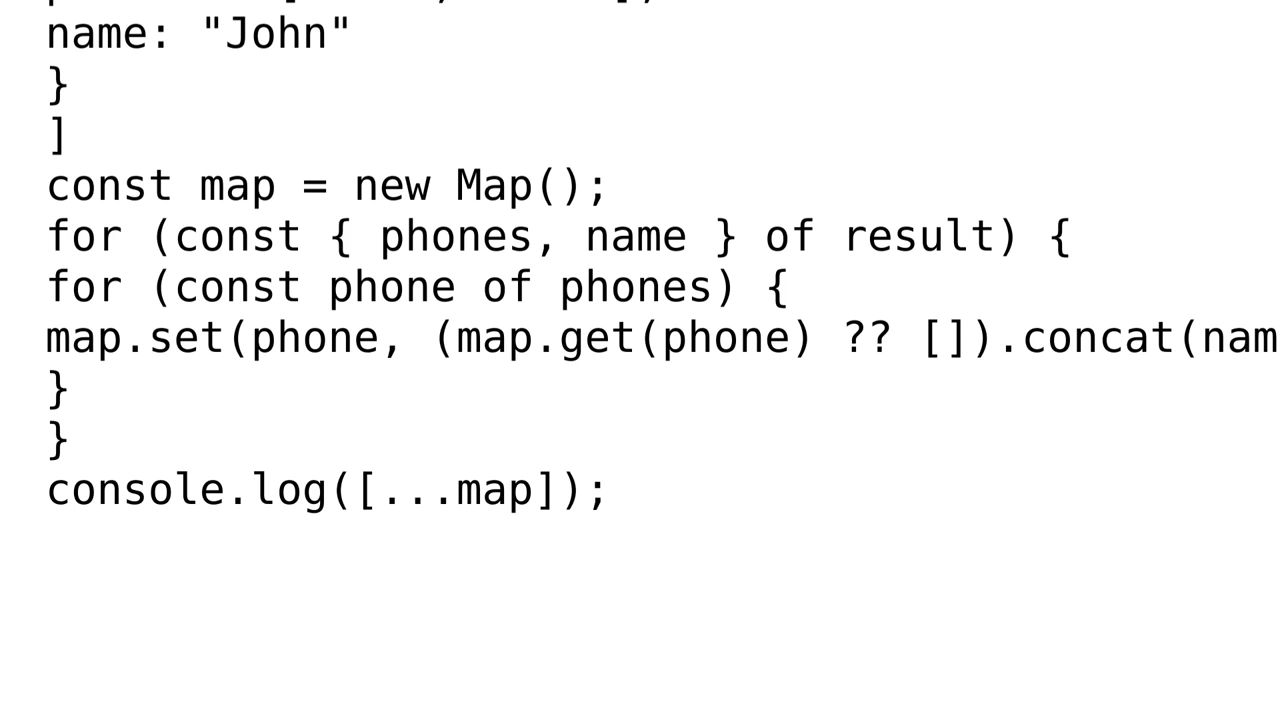 name: "John"
}
]
const map = new Map();
for (const { phones, name } of result) {
for (const phone of phones) {
map.set(phone, (map.get(phone) ?? []).concat(nam
}
}
console.log([...map]);